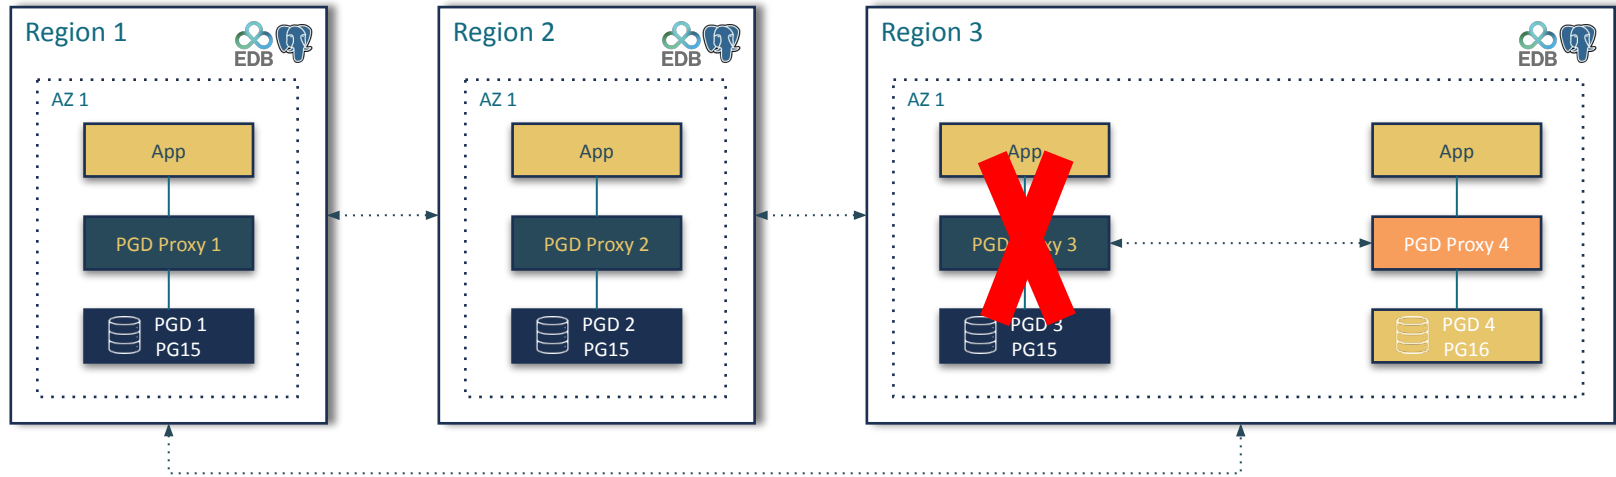 Region 1
EDB
AZ 1
App
PGD Proxy 1
PGD 1
PG15
Region 2
EDB
AZ 1
App
PGD Proxy 2
PGD 2
PG15
Region 3
EDB
AZ 1
App
PGD Proxy 3
PGD 3
PG15
App
PGD Proxy 4
PGD 4
PG16